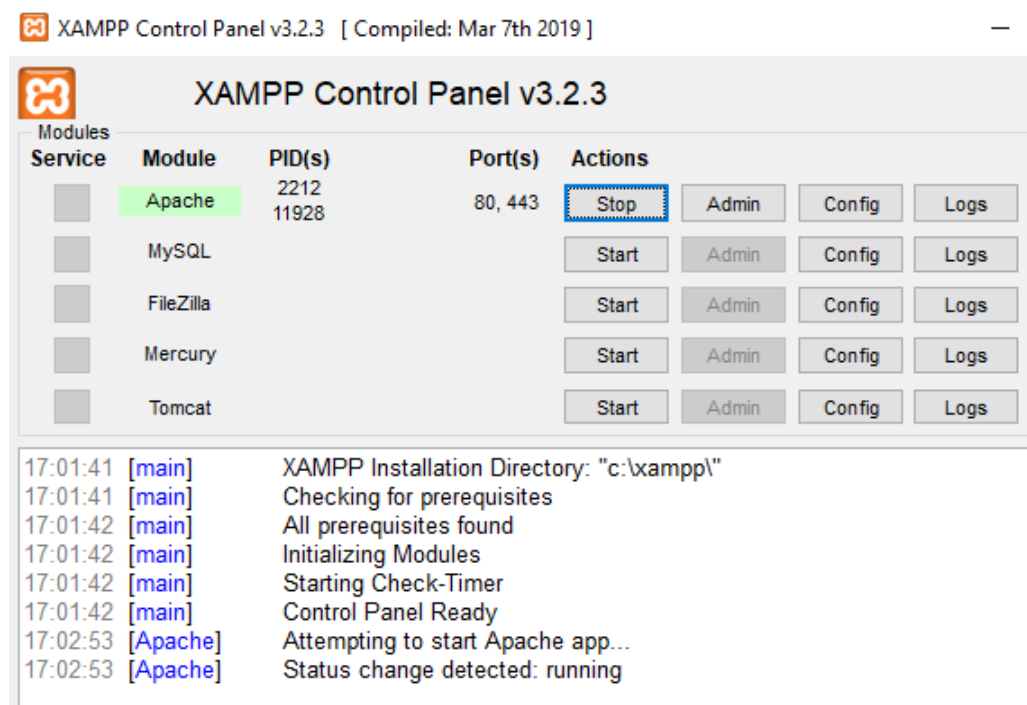 XAMPP Control Panel v3.2.3 [ Compiled: Mar 7th 2019 ]
XAMPP Control Panel v3.2.3
Modules
Service Module PID(s) Port(s) Actions
Apache 2212 11928 80, 443 Stop Admin Config Logs
MySQL Start Admin Config Logs
FileZilla Start Admin Config Logs
Mercury Start Admin Config Logs
Tomcat Start Admin Config Logs
17:01:41 [main] XAMPP Installation Directory: "c:\xampp\"
17:01:41 [main] Checking for prerequisites
17:01:42 [main] All prerequisites found
17:01:42 [main] Initializing Modules
17:01:42 [main] Starting Check-Timer
17:01:42 [main] Control Panel Ready
17:02:53 [Apache] Attempting to start Apache app...
17:02:53 [Apache] Status change detected: running